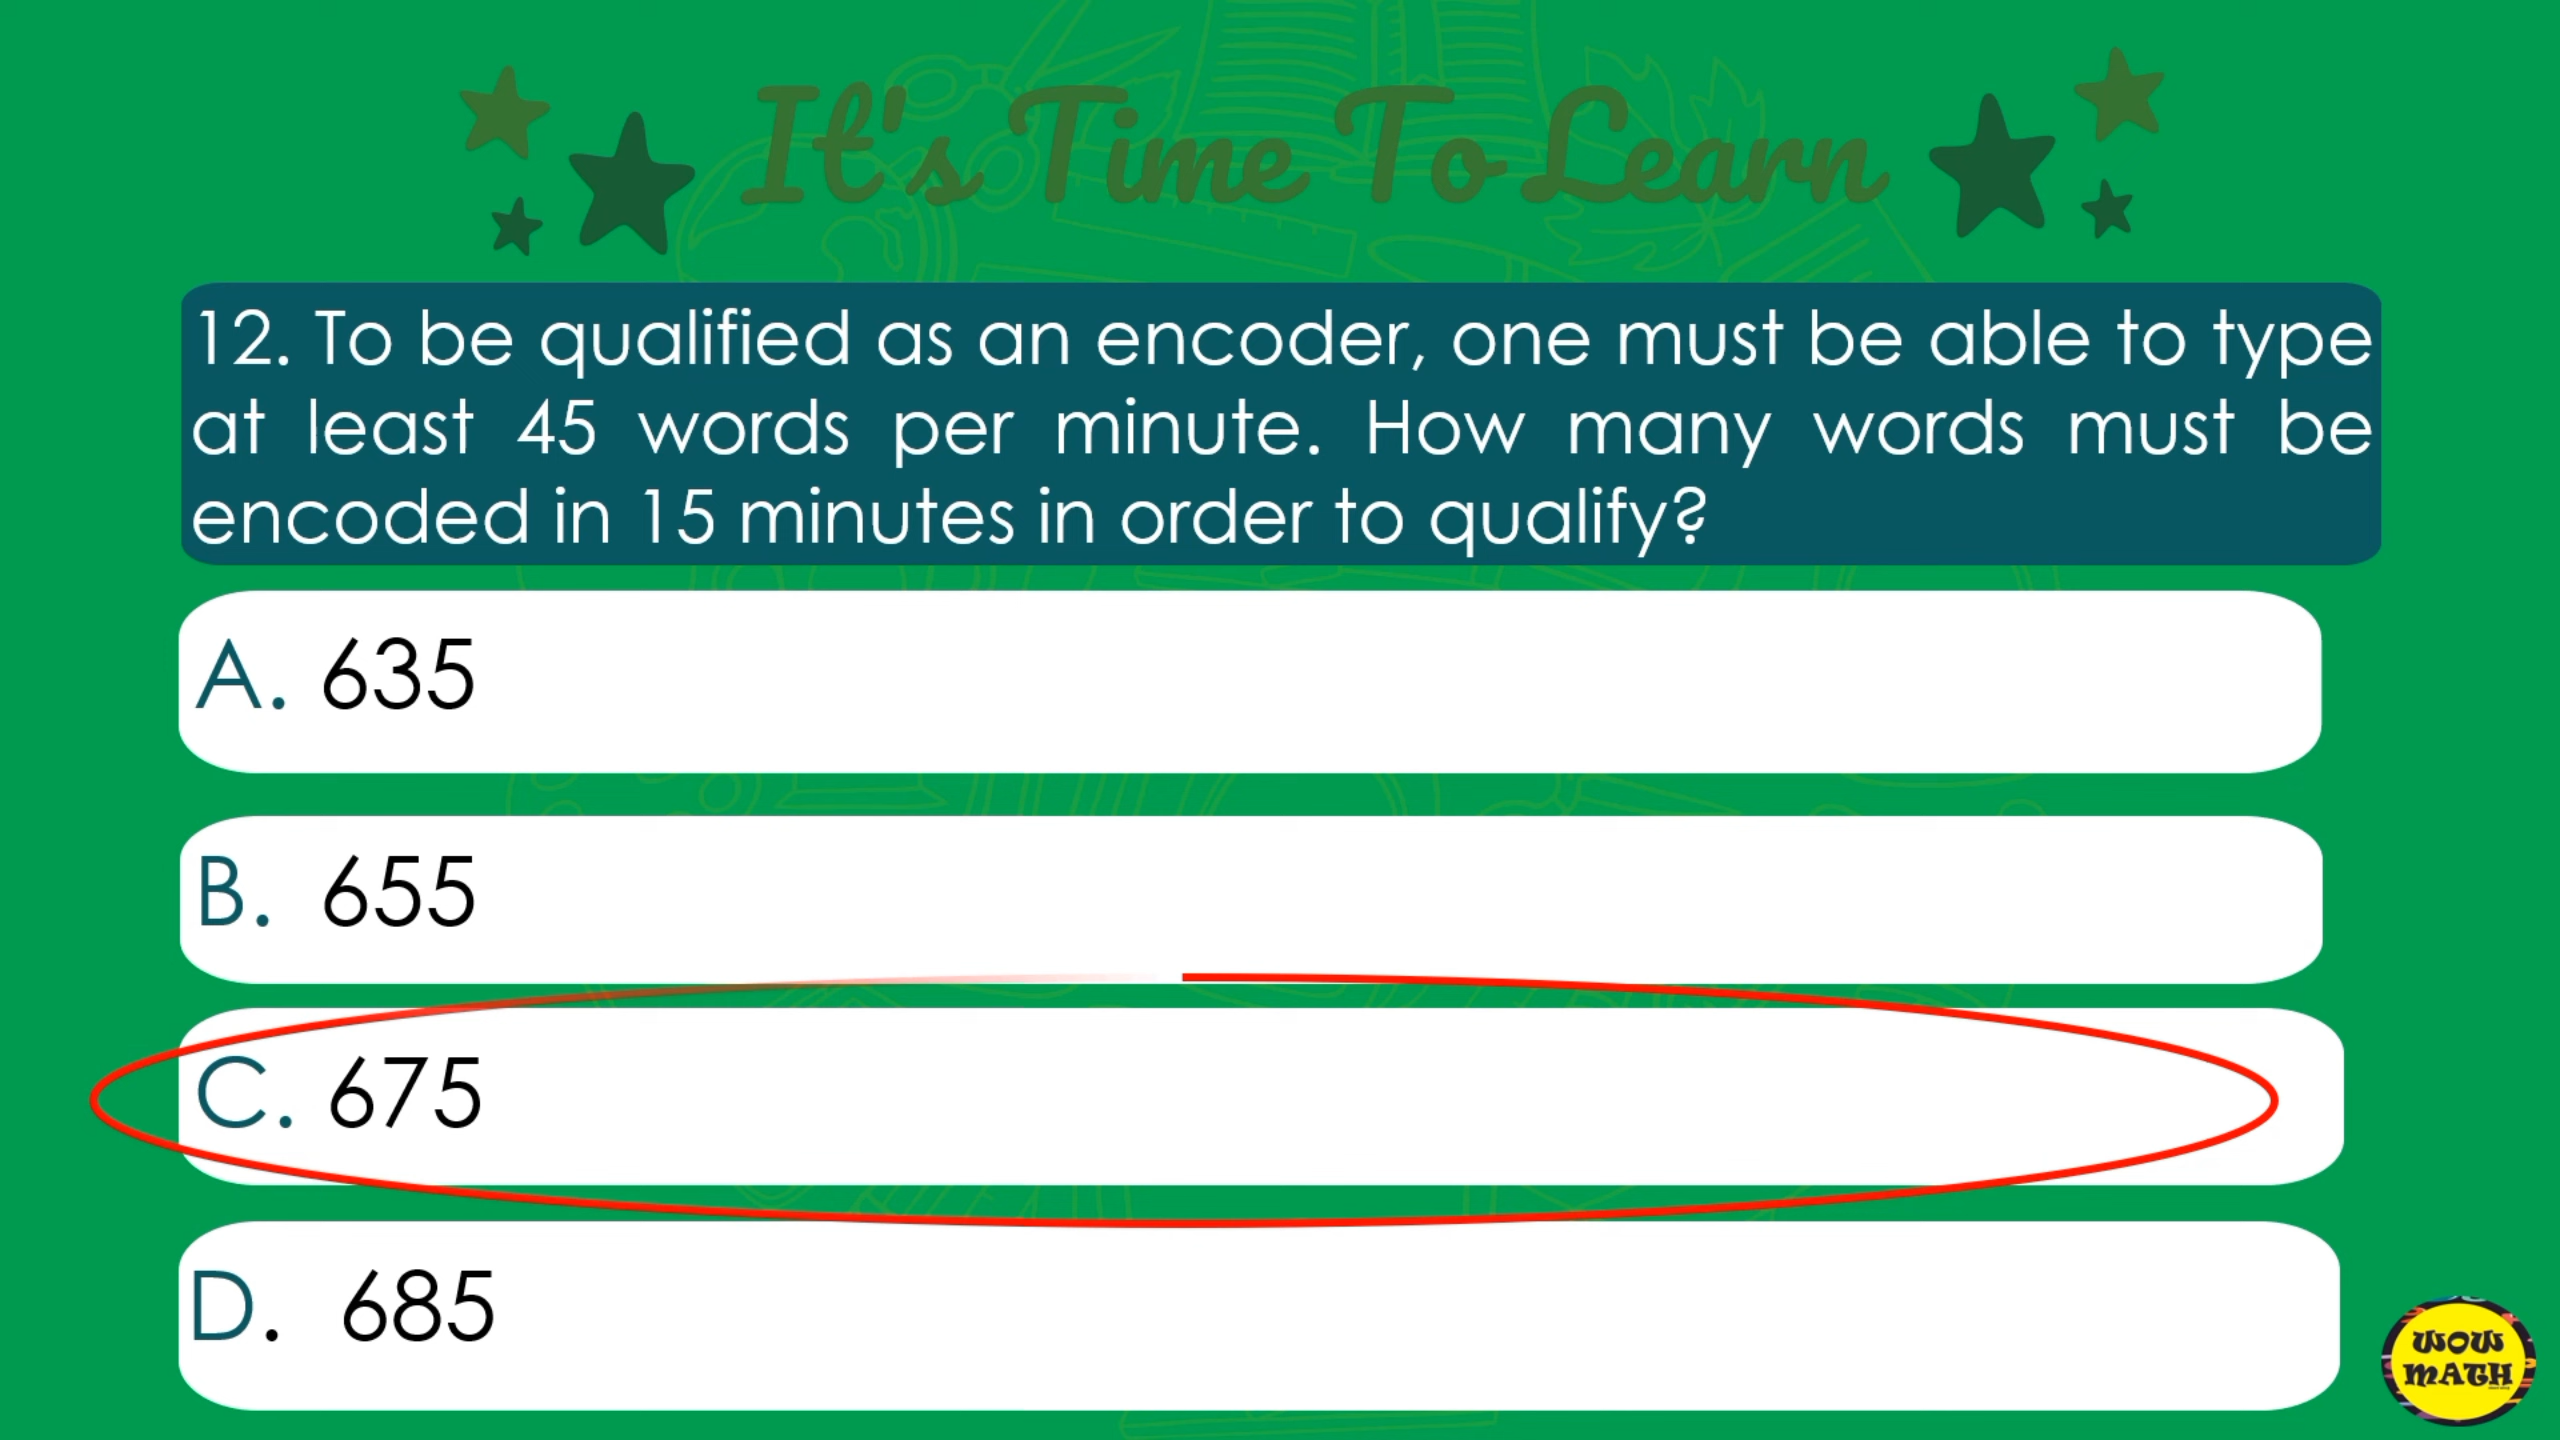 It's Time To Learn
12. To be qualified as an encoder, one must be able to type
at least 45 words per minute. How many words must be
encoded in 15 minutes in order to qualify?
A. 635
B. 655
C. 675
D. 685
WOW
MATH